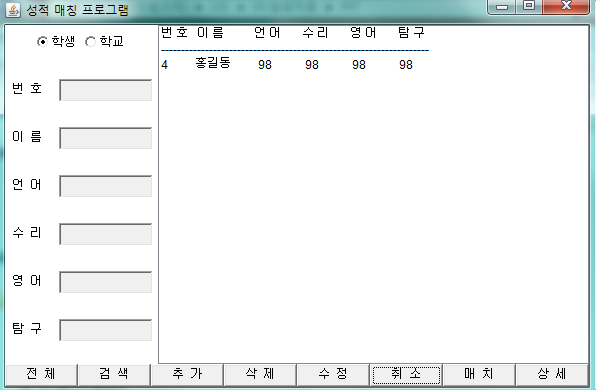 성적 매칭 프로그램
학생 학교
번 호
이 름
언 어
수 리
영 어
탐 구
번 호 이 름 언 어 수 리 영 어 탐 구
4 홍길동 98 98 98 98
전 체 검 색 추 가 삭 제 수 정 취 소 매 치 상 세